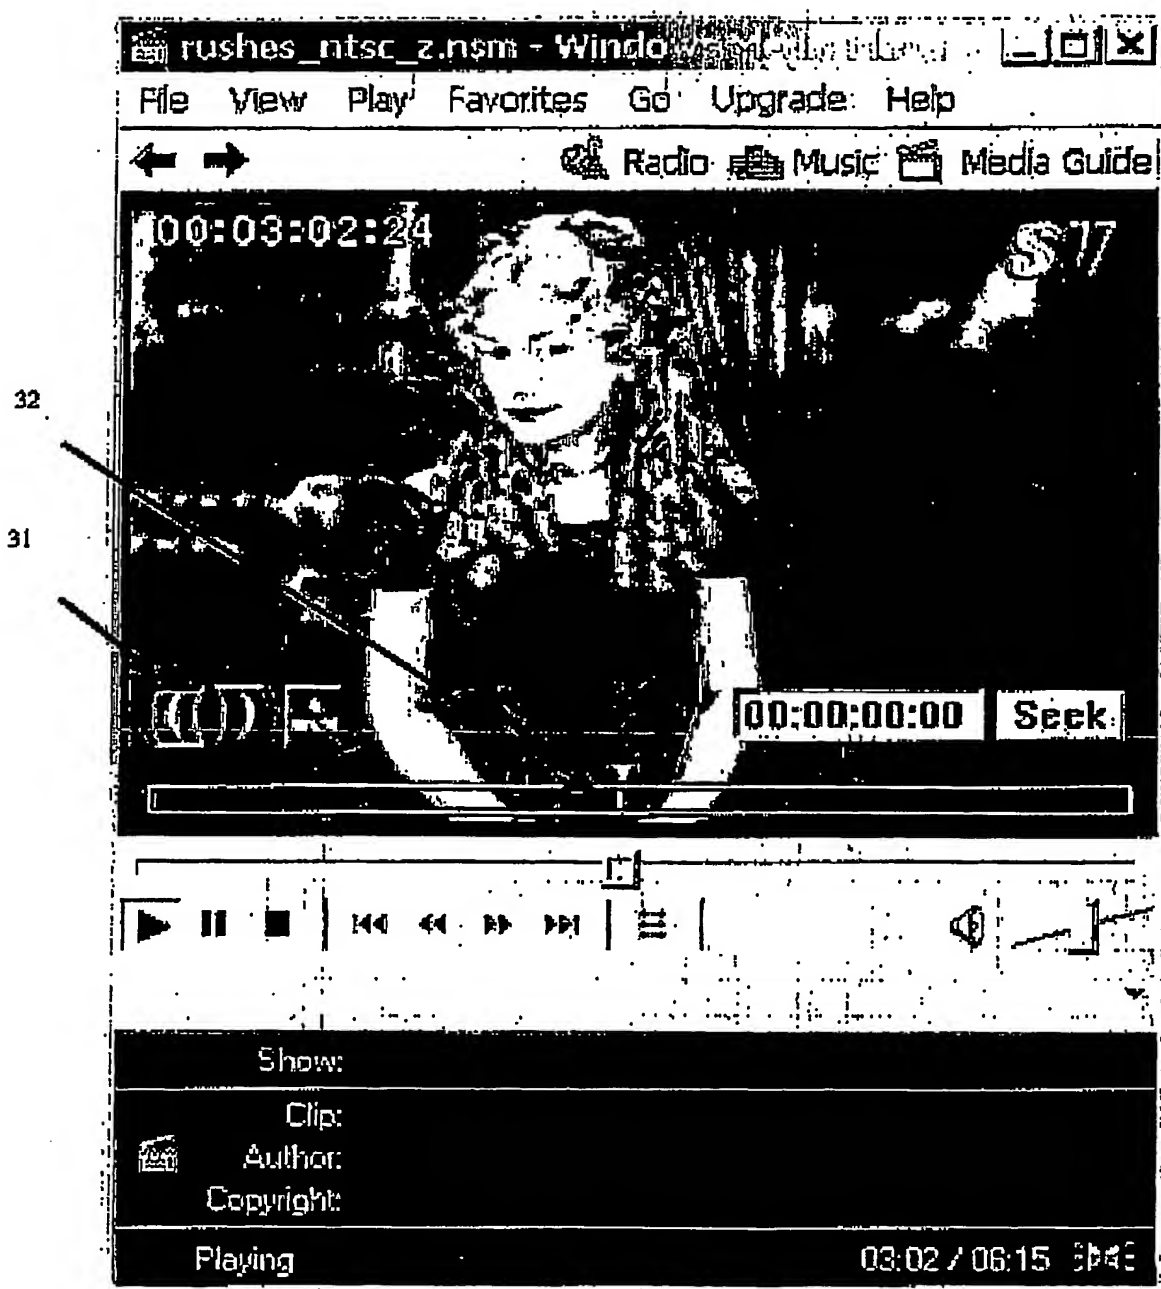 rushes_ntsc_z.nsm - Windo
File View Play Favorites Go Upgrade Help
Radio Music Media Guide
00:03:02:24
32
31
00:00:00:00 Seek
Show:
Clip:
Author:
Copyright:
Playing 03:02 / 06:15